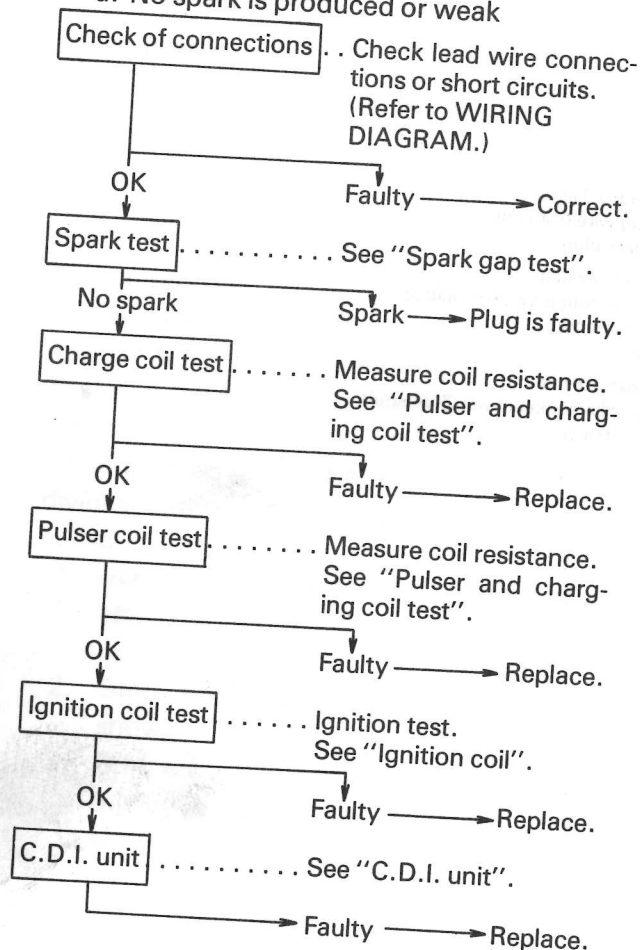 No spark is produced or weak
Check of connections . . Check lead wire connec-
tions or short circuits.
(Refer to WIRING
DIAGRAM.)
OK
Faulty Correct.
Spark test . . . . . . . . . . . See "Spark gap test".
No spark
Spark Plug is faulty.
Charge coil test . . . . . . . Measure coil resistance.
See "Pulser and charg-
ing coil test".
OK
Faulty Replace.
Pulser coil test . . . . . . . . Measure coil resistance.
See "Pulser and charg-
ing coil test".
OK
Faulty Replace.
Ignition coil test . . . . . . Ignition test.
See "Ignition coil".
OK
Faulty Replace.
C.D.I. unit . . . . . . . . . . See "C.D.I. unit".
Faulty Replace.